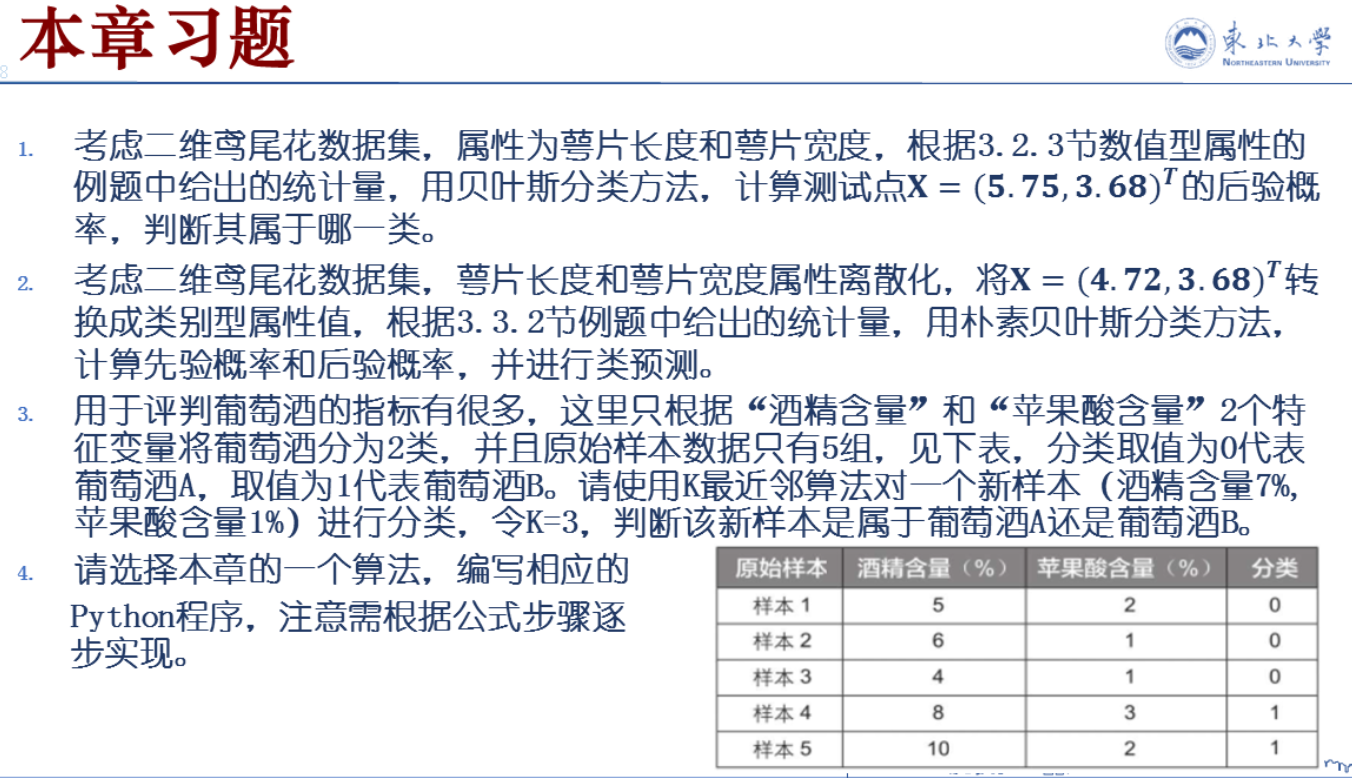 本章习题
東北大学
NORTHEASTERN UNIVERSITY
8
1. 考虑二维鸢尾花数据集，属性为萼片长度和萼片宽度，根据3.2.3节数值型属性的
例题中给出的统计量，用贝叶斯分类方法，计算测试点X = (5.75,3.68)^T的后验概
率，判断其属于哪一类。
2. 考虑二维鸢尾花数据集，萼片长度和萼片宽度属性离散化，将X = (4.72,3.68)^T转
换成类别型属性值，根据3.3.2节例题中给出的统计量，用朴素贝叶斯分类方法，
计算先验概率和后验概率，并进行类预测。
3. 用于评判葡萄酒的指标有很多，这里只根据“酒精含量”和“苹果酸含量”2个特
征变量将葡萄酒分为2类，并且原始样本数据只有5组，见下表，分类取值为0代表
葡萄酒A，取值为1代表葡萄酒B。请使用K最近邻算法对一个新样本（酒精含量7%,
苹果酸含量1%）进行分类，令K=3，判断该新样本是属于葡萄酒A还是葡萄酒B。
4. 请选择本章的一个算法，编写相应的
Python程序，注意需根据公式步骤逐
步实现。
原始样本 酒精含量（%） 苹果酸含量（%） 分类
样本 1 5 2 0
样本 2 6 1 0
样本 3 4 1 0
样本 4 8 3 1
样本 5 10 2 1